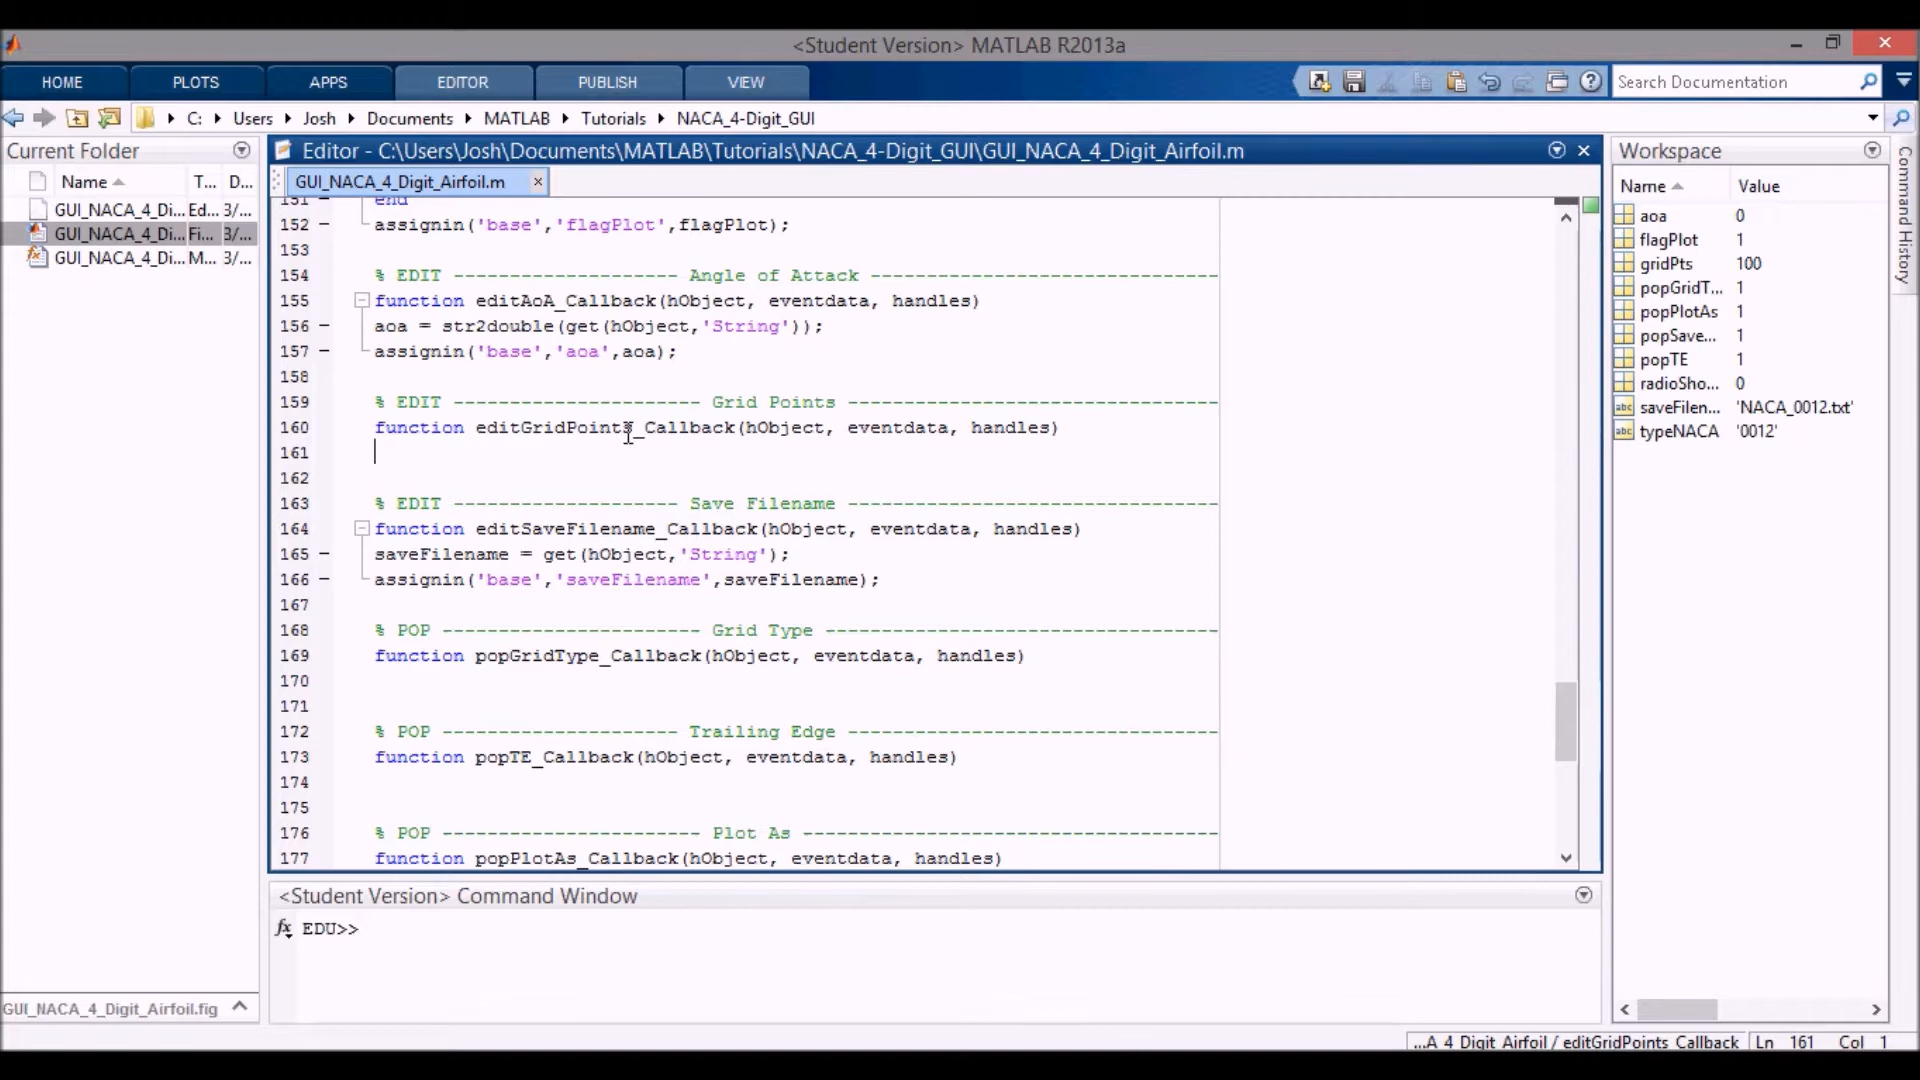 <Student Version> MATLAB R2013a
HOME PLOTS APPS EDITOR PUBLISH VIEW Search Documentation
C: Users Josh Documents MATLAB Tutorials NACA_4-Digit_GUI
Current Folder
Name T... D...
GUI_NACA_4_Di... Ed... 3/...
GUI_NACA_4_Di... Fi... 3/...
GUI_NACA_4_Di... M... 3/...
GUI_NACA_4_Digit_Airfoil.fig
Editor - C:\Users\Josh\Documents\MATLAB\Tutorials\NACA_4-Digit_GUI\GUI_NACA_4_Digit_Airfoil.m
GUI_NACA_4_Digit_Airfoil.m
151 end
152 – assignin('base','flagPlot',flagPlot);
153
154 % EDIT -------------------- Angle of Attack -------------------------------
155 function editAoA_Callback(hObject, eventdata, handles)
156 – aoa = str2double(get(hObject,'String'));
157 – assignin('base','aoa',aoa);
158
159 % EDIT ---------------------- Grid Points ----------------------------------
160 function editGridPoints_Callback(hObject, eventdata, handles)
161
162
163 % EDIT -------------------- Save Filename ---------------------------------
164 function editSaveFilename_Callback(hObject, eventdata, handles)
165 – saveFilename = get(hObject,'String');
166 – assignin('base','saveFilename',saveFilename);
167
168 % POP ----------------------- Grid Type -----------------------------------
169 function popGridType_Callback(hObject, eventdata, handles)
170
171
172 % POP --------------------- Trailing Edge ---------------------------------
173 function popTE_Callback(hObject, eventdata, handles)
174
175
176 % POP ----------------------- Plot As -------------------------------------
177 function popPlotAs_Callback(hObject, eventdata, handles)
<Student Version> Command Window
fx EDU>>
Workspace
Name Value
aoa 0
flagPlot 1
gridPts 100
popGridT... 1
popPlotAs 1
popSave... 1
popTE 1
radioSho... 0
saveFilen... 'NACA_0012.txt'
typeNACA '0012'
Command History
...A 4 Digit Airfoil / editGridPoints Callback Ln 161 Col 1